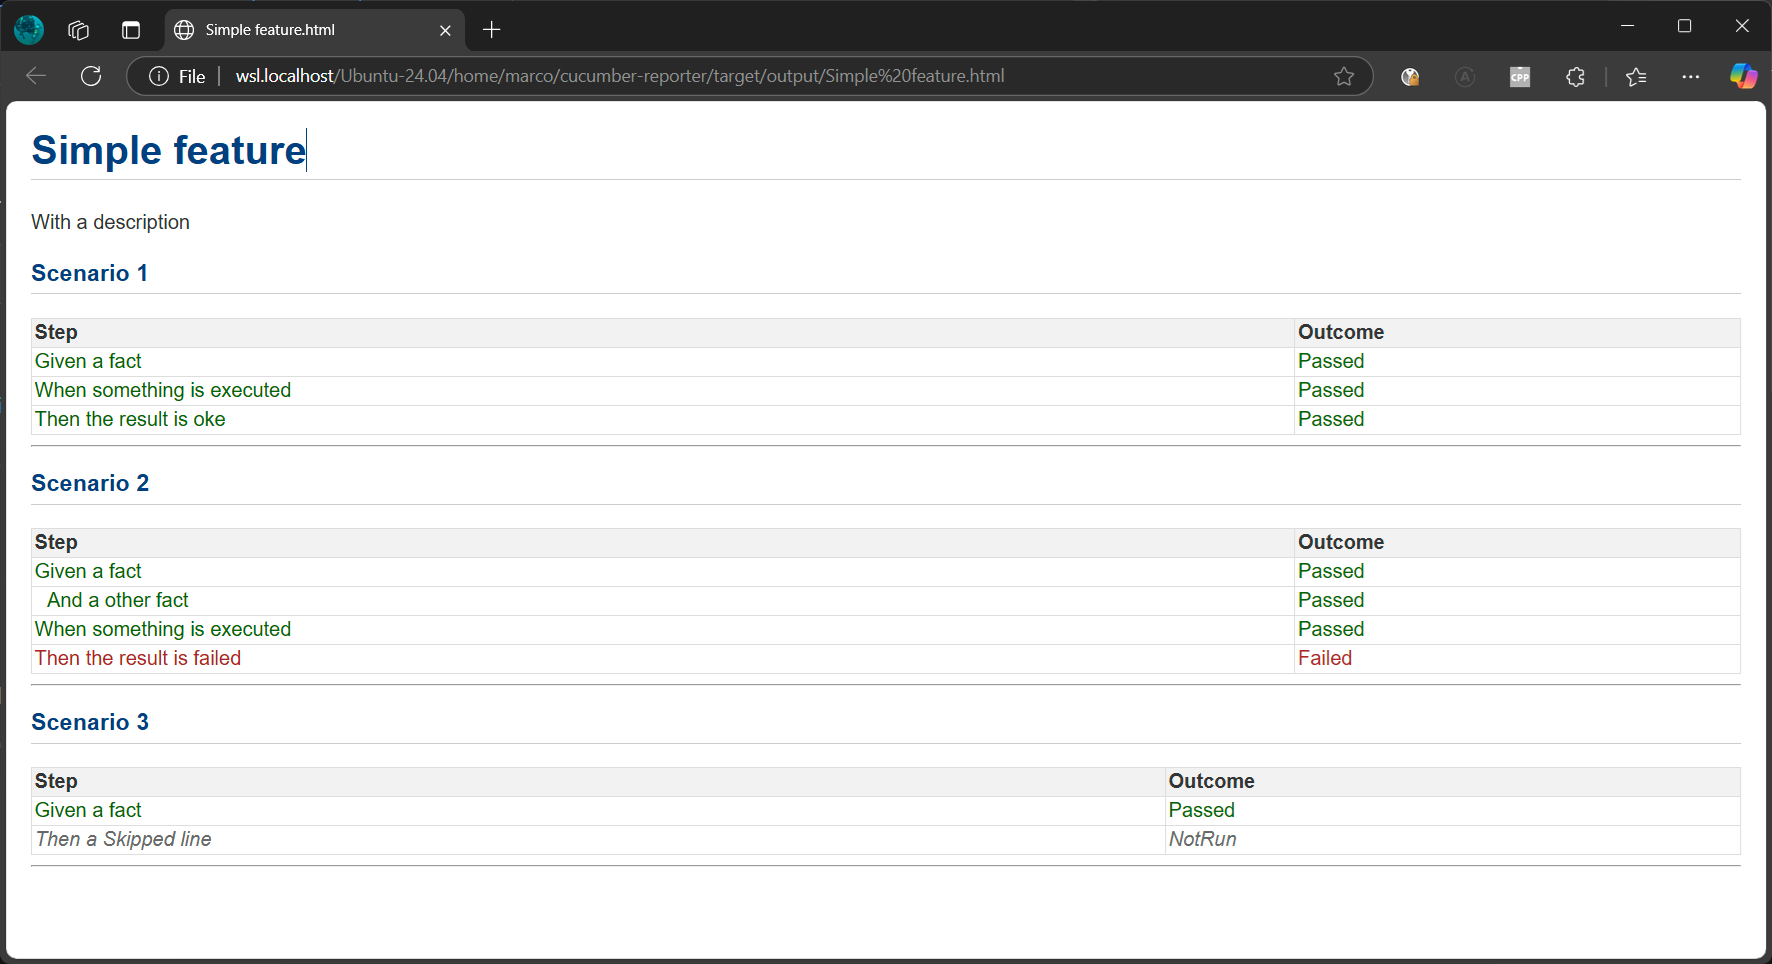 Simple feature.html
File wsl.localhost/Ubuntu-24.04/home/marco/cucumber-reporter/target/output/Simple%20feature.html A CPP
Simple feature
With a description
Scenario 1
Step Outcome
Given a fact Passed
When something is executed Passed
Then the result is oke Passed
Scenario 2
Step Outcome
Given a fact Passed
And a other fact Passed
When something is executed Passed
Then the result is failed Failed
Scenario 3
Step Outcome
Given a fact Passed
Then a Skipped line NotRun